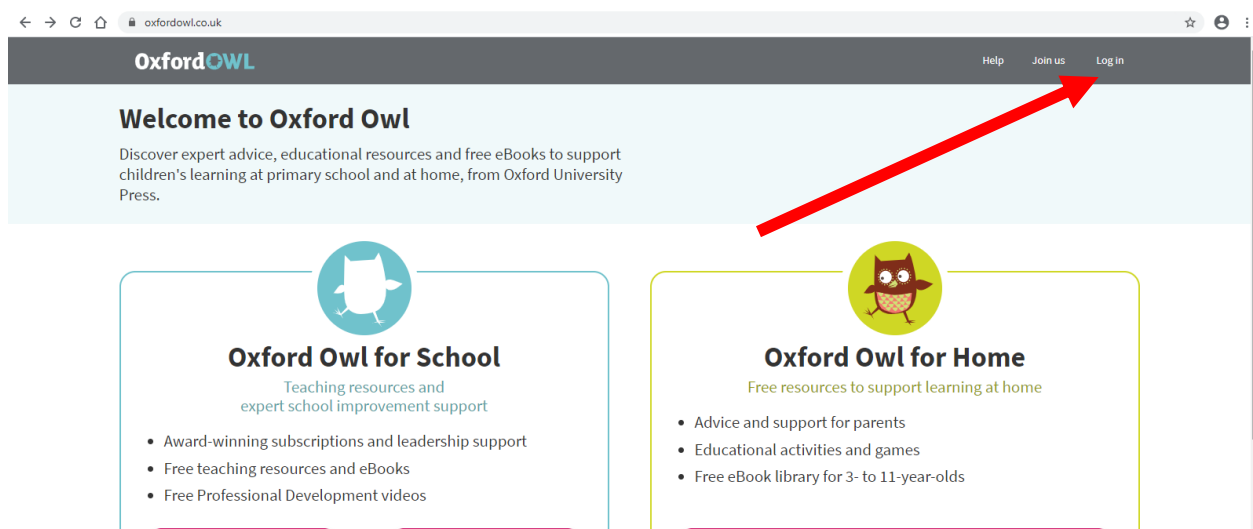 oxfordowl.co.uk
OxfordOWL
Help Join us Log in
Welcome to Oxford Owl
Discover expert advice, educational resources and free eBooks to support
children's learning at primary school and at home, from Oxford University
Press.
Oxford Owl for School
Teaching resources and
expert school improvement support
• Award-winning subscriptions and leadership support
• Free teaching resources and eBooks
• Free Professional Development videos
Oxford Owl for Home
Free resources to support learning at home
• Advice and support for parents
• Educational activities and games
• Free eBook library for 3- to 11-year-olds